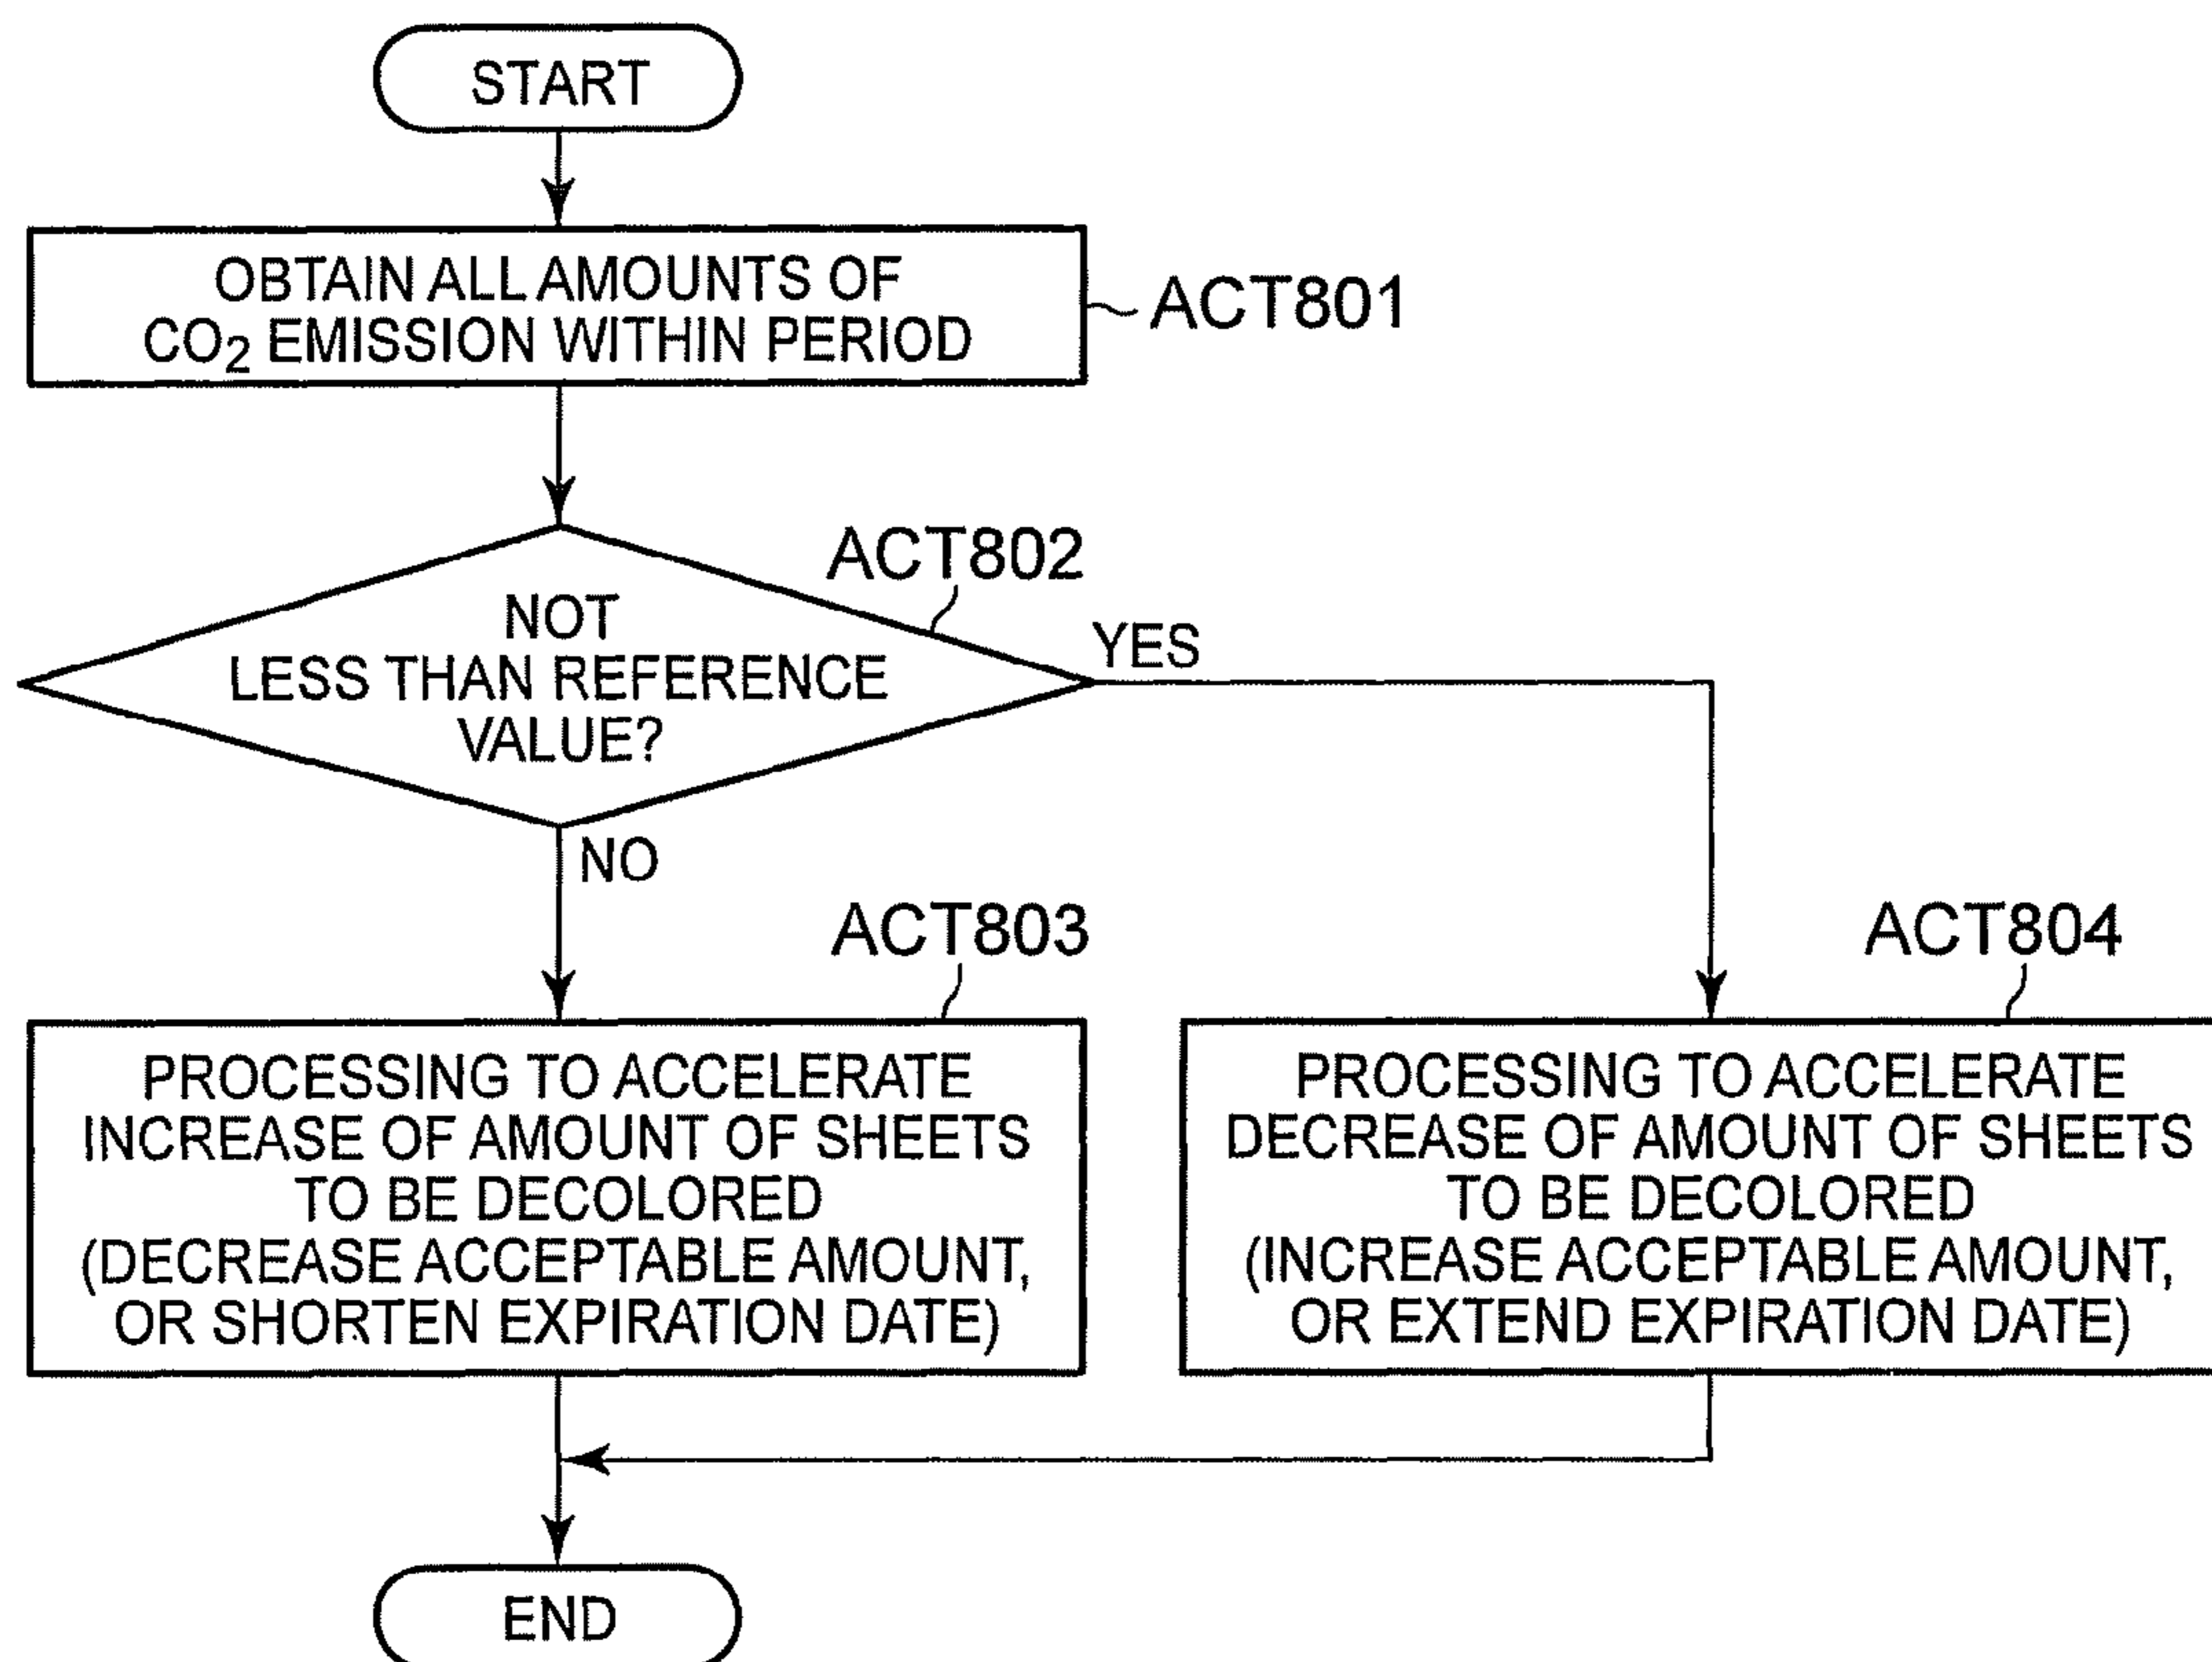 START
OBTAIN ALL AMOUNTS OF
CO₂ EMISSION WITHIN PERIOD
ACT801
ACT802
NOT
LESS THAN REFERENCE
VALUE?
YES
NO
ACT803
PROCESSING TO ACCELERATE
INCREASE OF AMOUNT OF SHEETS
TO BE DECOLORED
(DECREASE ACCEPTABLE AMOUNT,
OR SHORTEN EXPIRATION DATE)
ACT804
PROCESSING TO ACCELERATE
DECREASE OF AMOUNT OF SHEETS
TO BE DECOLORED
(INCREASE ACCEPTABLE AMOUNT,
OR EXTEND EXPIRATION DATE)
END